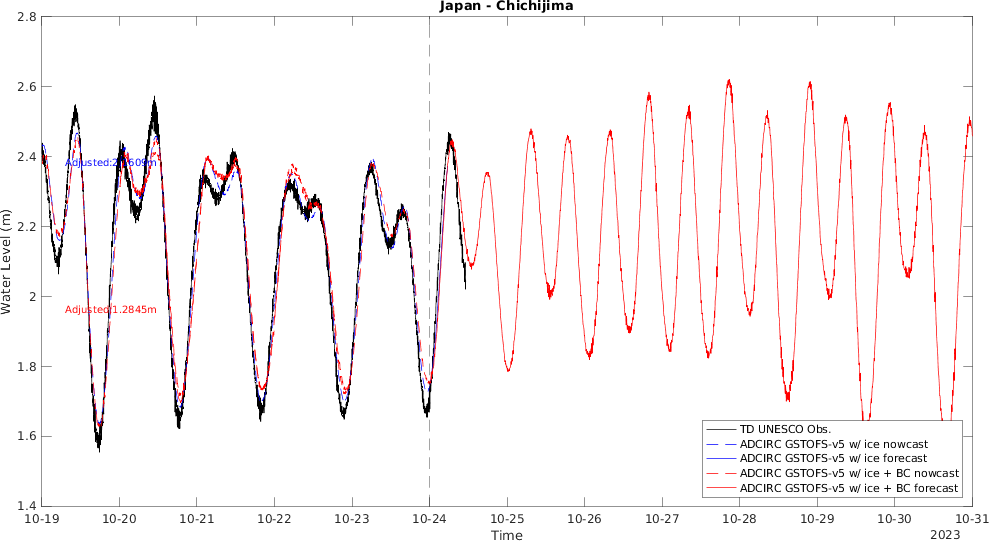 Japan - Chichijima
Water Level (m)
2.8
2.6
2.4
2.2
2
1.8
1.6
1.4
Adjusted:1.2845m
10-19
10-20
10-21
10-22
10-23
10-24
10-25
10-26
10-27
10-28
10-29
10-30
10-31
Time
2023
TD UNESCO Obs.
ADCIRC GSTOFS-v5 w/ ice nowcast
ADCIRC GSTOFS-v5 w/ ice forecast
ADCIRC GSTOFS-v5 w/ ice + BC nowcast
ADCIRC GSTOFS-v5 w/ ice + BC forecast